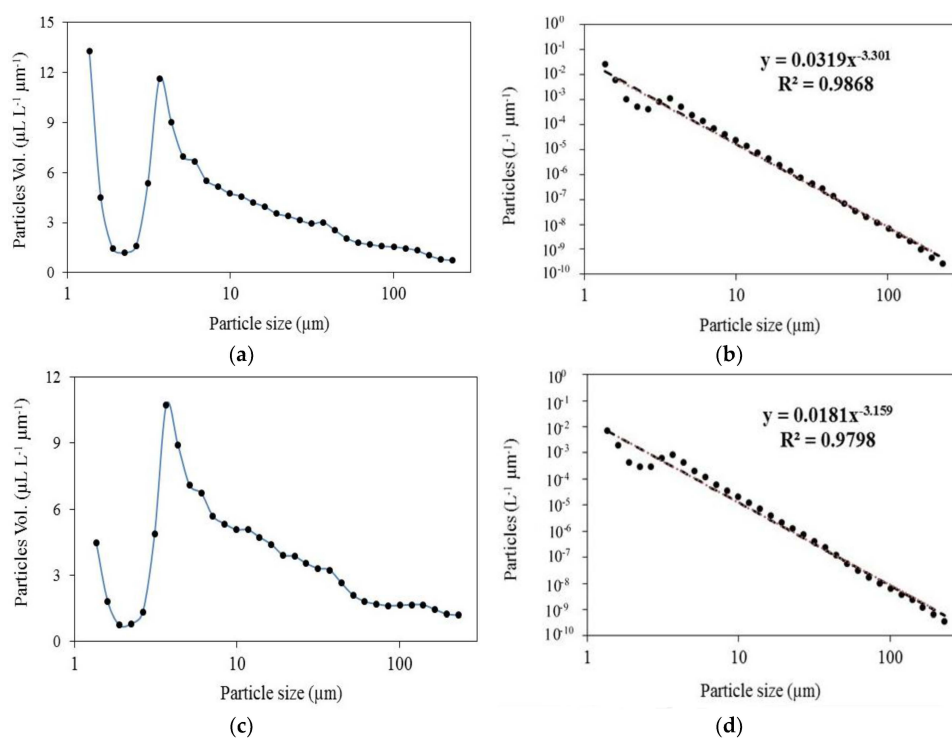 15
12
9
6
3
0
Particles Vol. (µL L⁻¹ µm⁻¹)
1
10
100
Particle size (µm)
(a)
10⁰
10⁻¹
10⁻²
10⁻³
10⁻⁴
10⁻⁵
10⁻⁶
10⁻⁷
10⁻⁸
10⁻⁹
10⁻¹⁰
Particles (L⁻¹ µm⁻¹)
y = 0.0319x⁻³·³⁰¹
R² = 0.9868
1
10
100
Particle size (µm)
(b)
12
9
6
3
0
Particles Vol. (µL L⁻¹ µm⁻¹)
1
10
100
Particle size (µm)
(c)
10⁰
10⁻¹
10⁻²
10⁻³
10⁻⁴
10⁻⁵
10⁻⁶
10⁻⁷
10⁻⁸
10⁻⁹
10⁻¹⁰
Particles (L⁻¹ µm⁻¹)
y = 0.0181x⁻³·¹⁵⁹
R² = 0.9798
1
10
100
Particle size (µm)
(d)